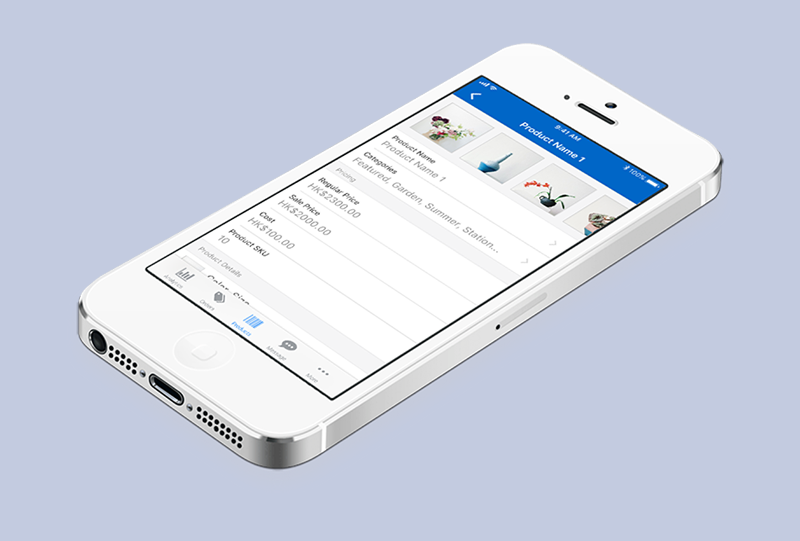 9:41 AM
100%
Product Name 1
Product Name
Product Name 1
Categories
Featured, Garden, Summer, Station...
Pricing
Regular Price
HK$2300.00
Sale Price
HK$2000.00
Cost
HK$100.00
Product SKU
10
Product Details
Color Size
Orders
Products
Message
More